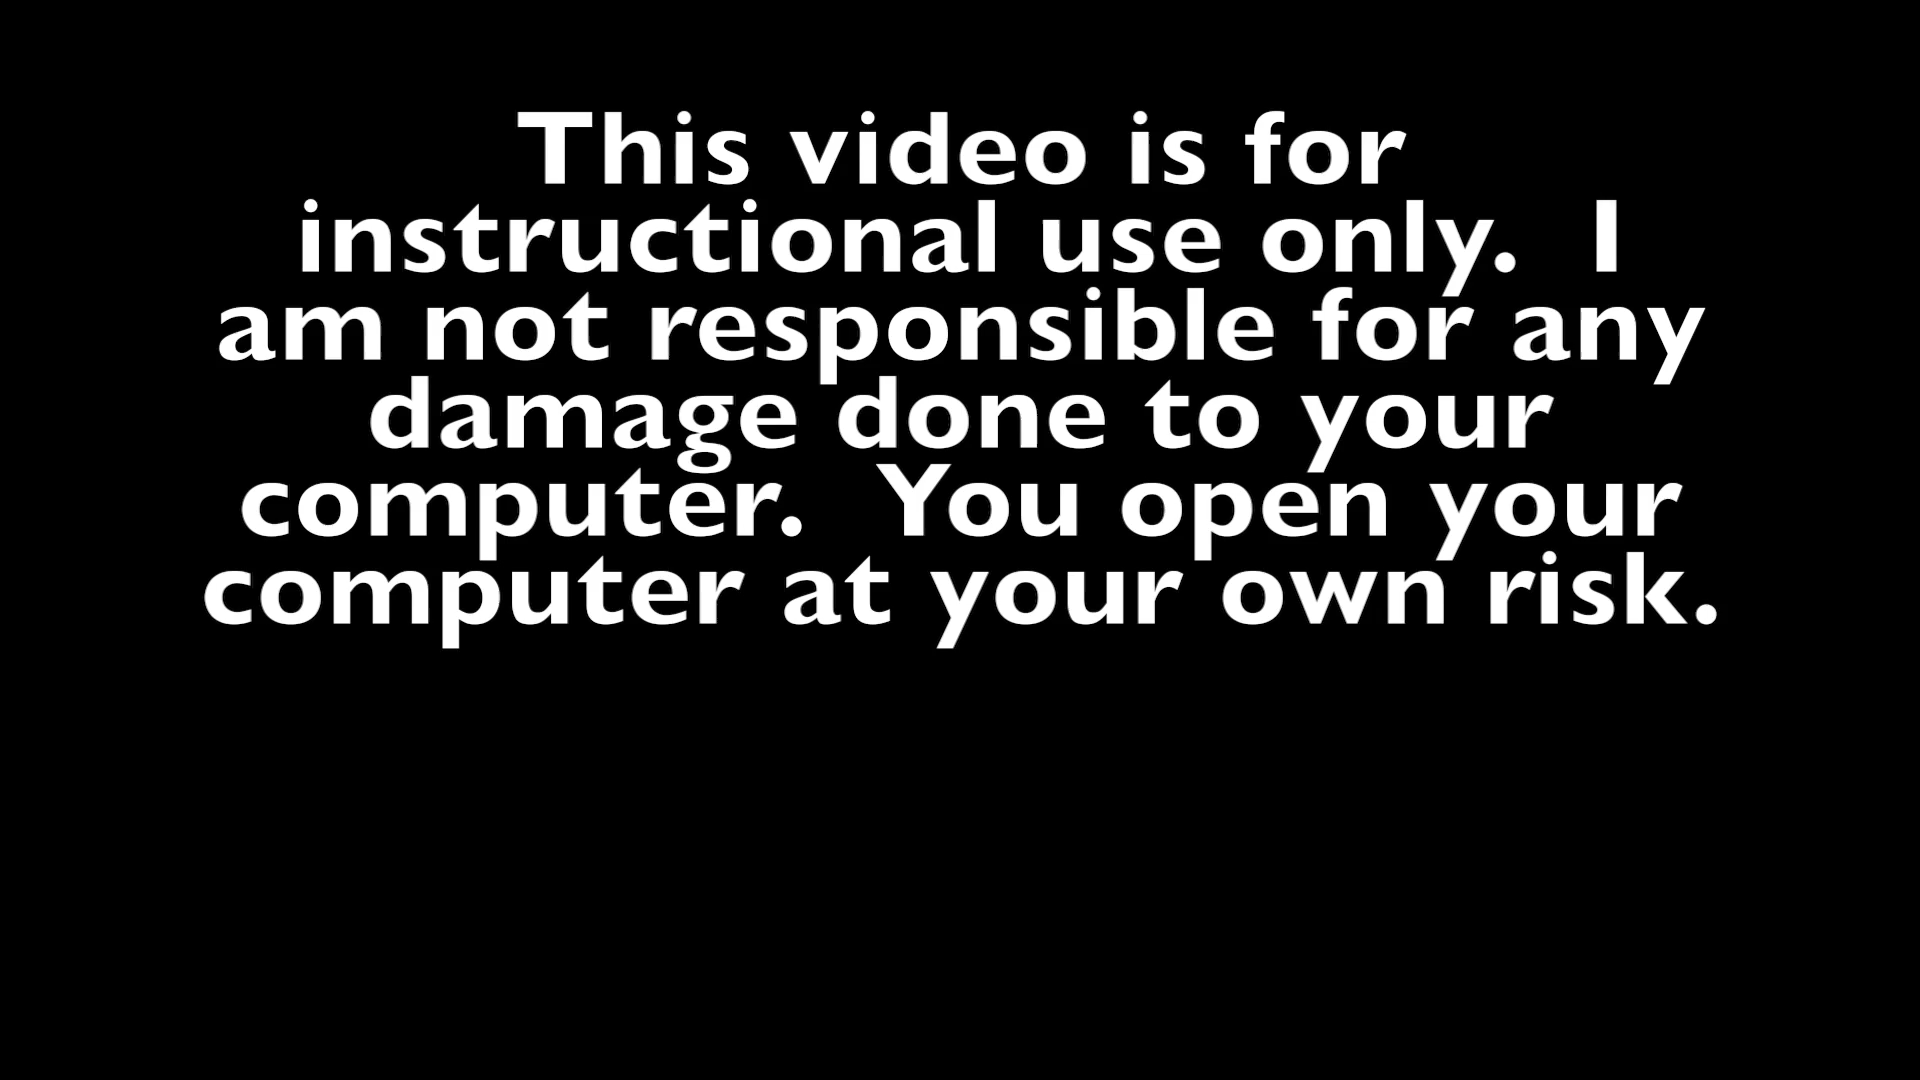 This video is for
instructional use only.  I
am not responsible for any
damage done to your
computer.  You open your
computer at your own risk.